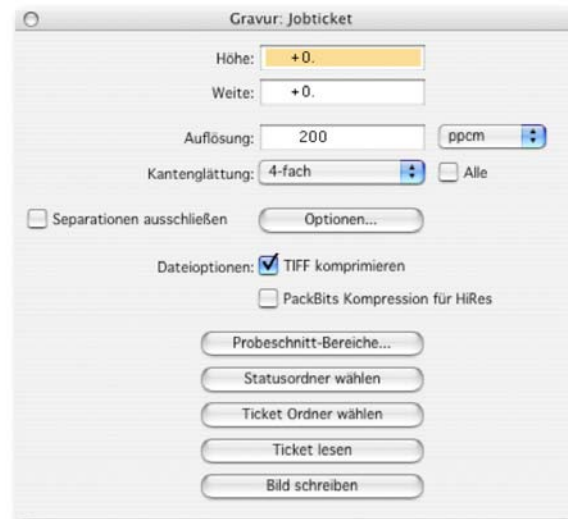 Gravur: Jobticket
Höhe: +0.
Weite: +0.
Auflösung: 200 ppcm
Kantenglättung: 4-fach Alle
Separationen ausschließen Optionen...
Dateioptionen: TIFF komprimieren
PackBits Kompression für HiRes
Probeschnitt-Bereiche...
Statusordner wählen
Ticket Ordner wählen
Ticket lesen
Bild schreiben